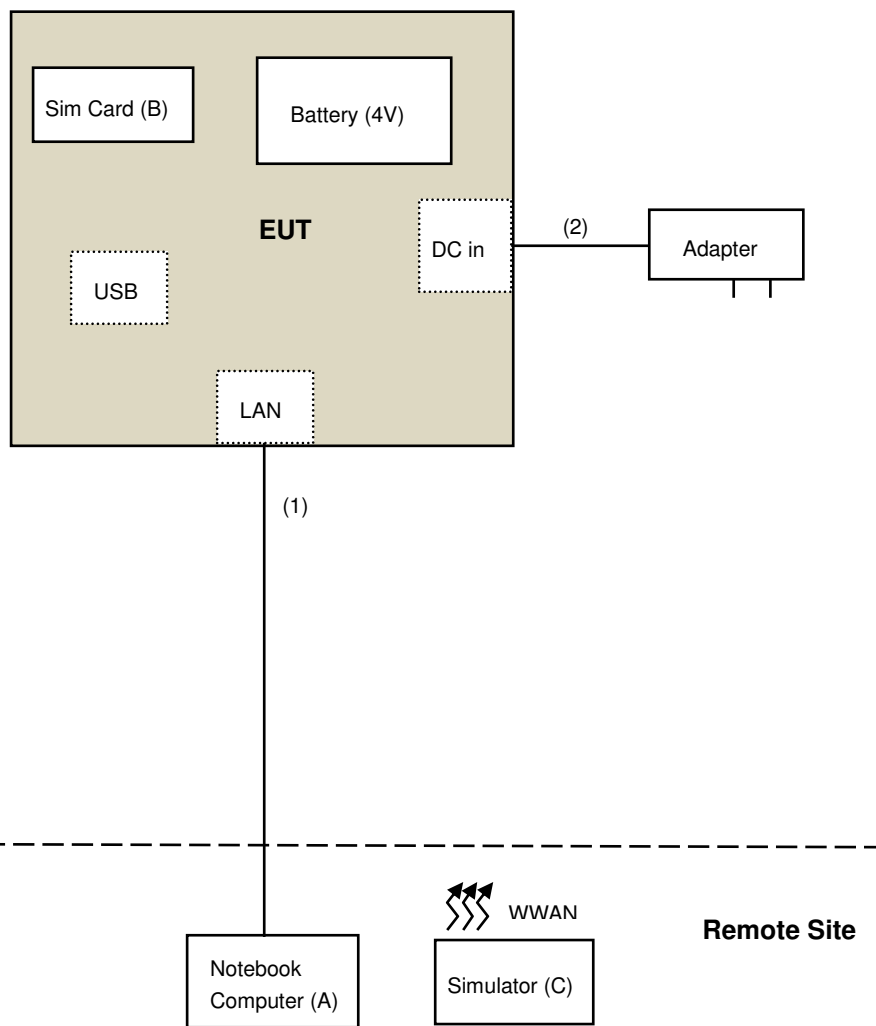 Sim Card (B)
Battery (4V)
EUT
(2)
DC in
Adapter
USB
LAN
(1)
WWAN
Remote Site
Notebook
Computer (A)
Simulator (C)